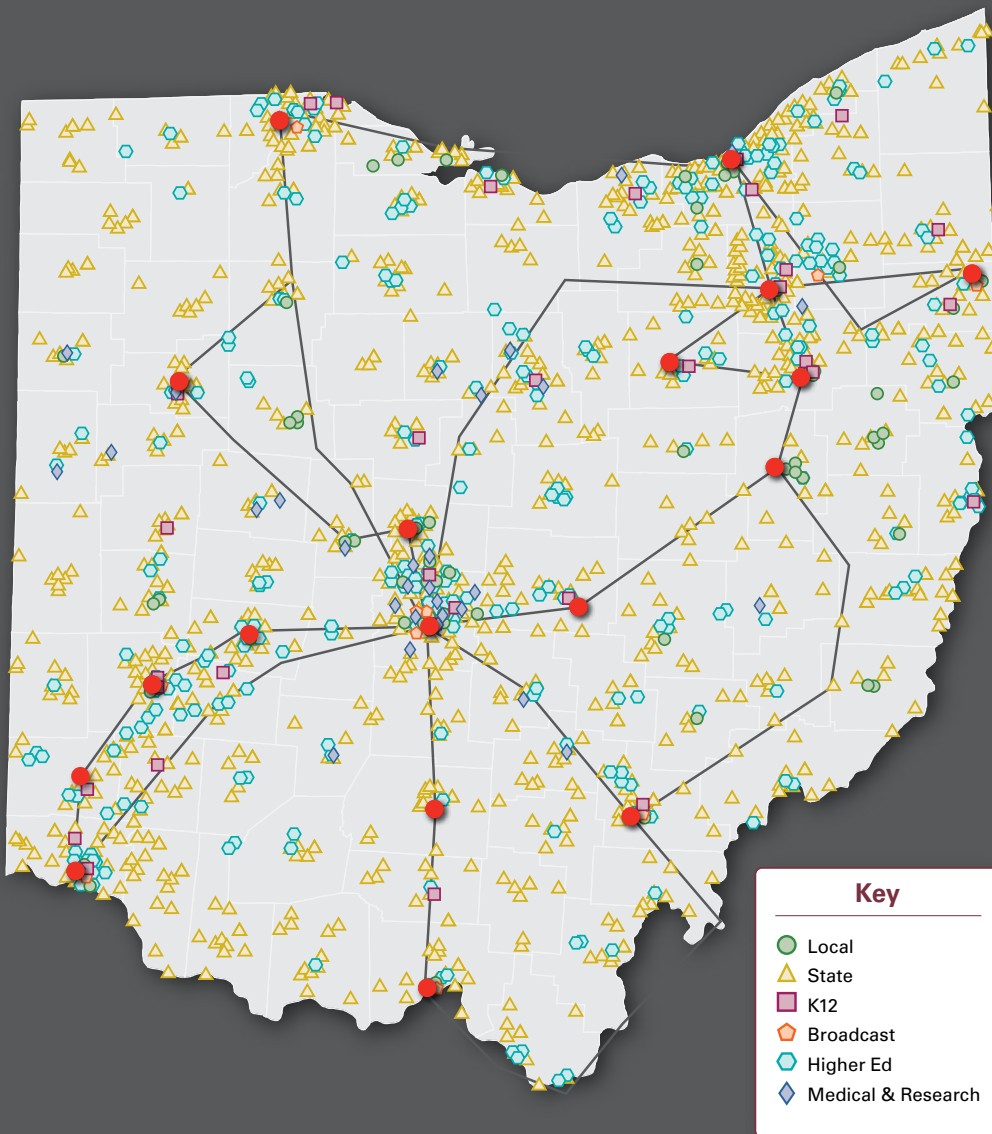 Key
Local
State
K12
Broadcast
Higher Ed
Medical & Research